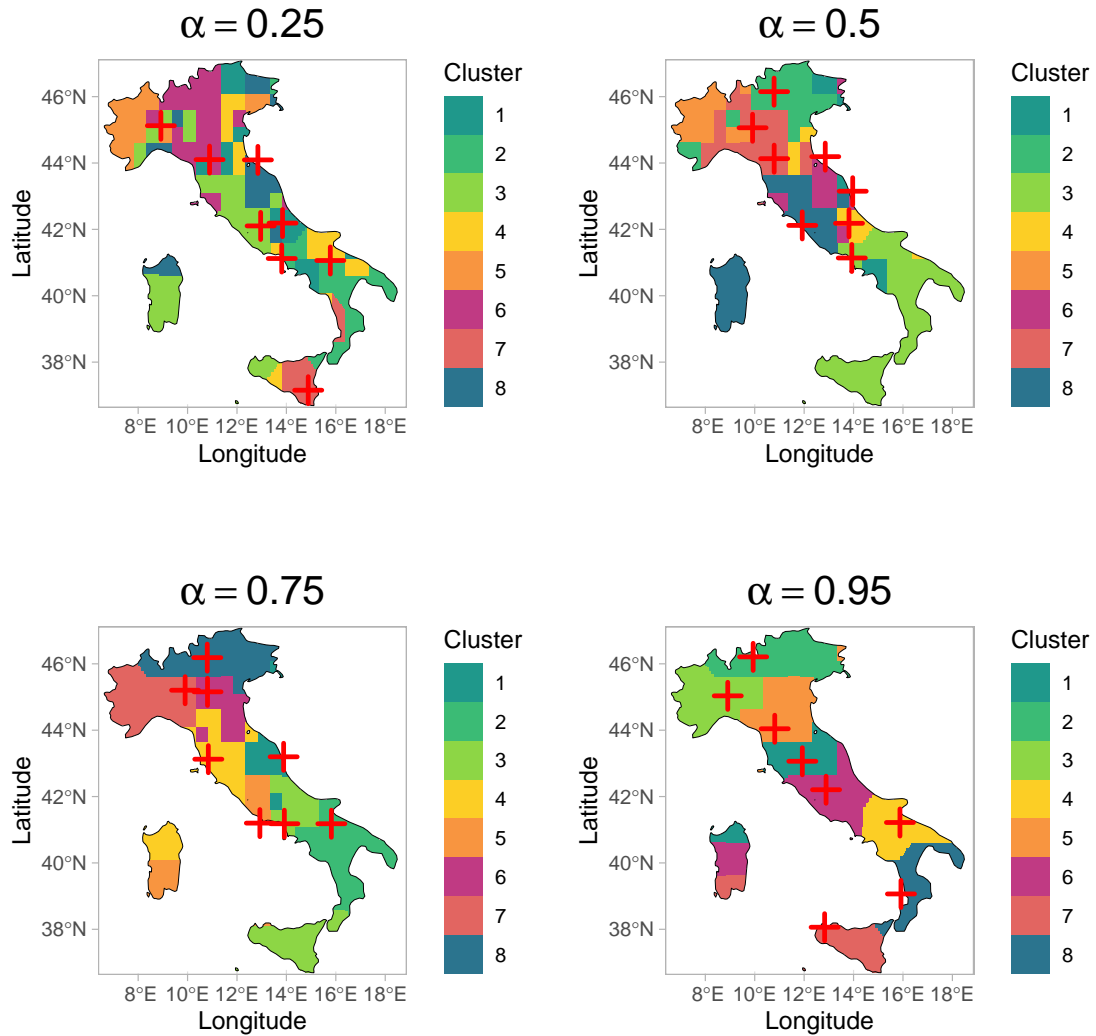 α = 0.25
46°N
44°N
42°N
40°N
38°N
8°E 10°E 12°E 14°E 16°E 18°E
Longitude
Latitude
Cluster
1
2
3
4
5
6
7
8
α = 0.5
46°N
44°N
42°N
40°N
38°N
8°E 10°E 12°E 14°E 16°E 18°E
Longitude
Latitude
Cluster
1
2
3
4
5
6
7
8
α = 0.75
46°N
44°N
42°N
40°N
38°N
8°E 10°E 12°E 14°E 16°E 18°E
Longitude
Latitude
Cluster
1
2
3
4
5
6
7
8
α = 0.95
46°N
44°N
42°N
40°N
38°N
8°E 10°E 12°E 14°E 16°E 18°E
Longitude
Latitude
Cluster
1
2
3
4
5
6
7
8